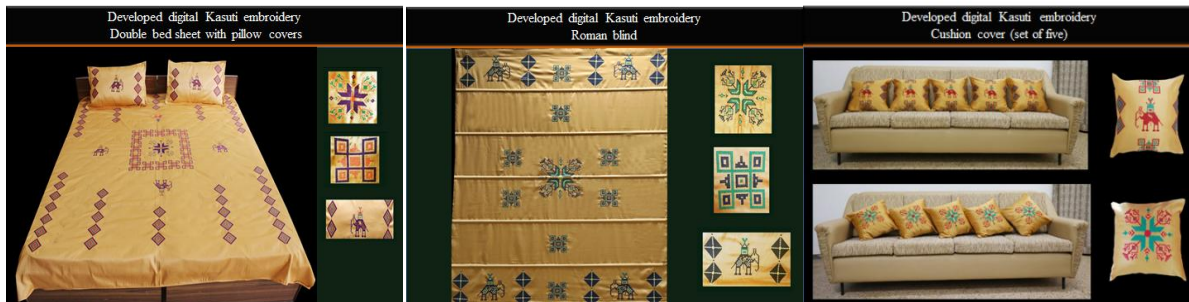 Developed digital Kasuti embroidery
Double bed sheet with pillow covers
Developed digital Kasuti embroidery
Roman blind
Developed digital Kasuti embroidery
Cushion cover (set of five)